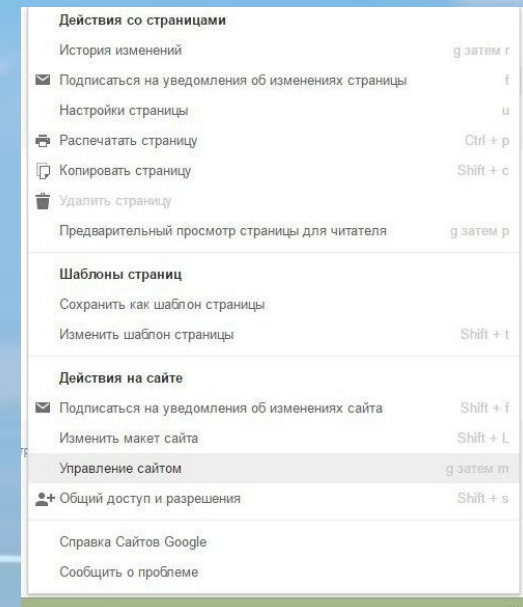 Действия со страницами
История изменений g затем r
Подписаться на уведомления об изменениях страницы f
Настройки страницы u
Распечатать страницу Ctrl + p
Копировать страницу Shift + c
Удалить страницу
Предварительный просмотр страницы для читателя g затем p
Шаблоны страниц
Сохранить как шаблон страницы
Изменить шаблон страницы Shift + t
Действия на сайте
Подписаться на уведомления об изменениях сайта Shift + f
Изменить макет сайта Shift + L
Управление сайтом g затем m
Общий доступ и разрешения Shift + s
Справка Сайтов Google
Сообщить о проблеме